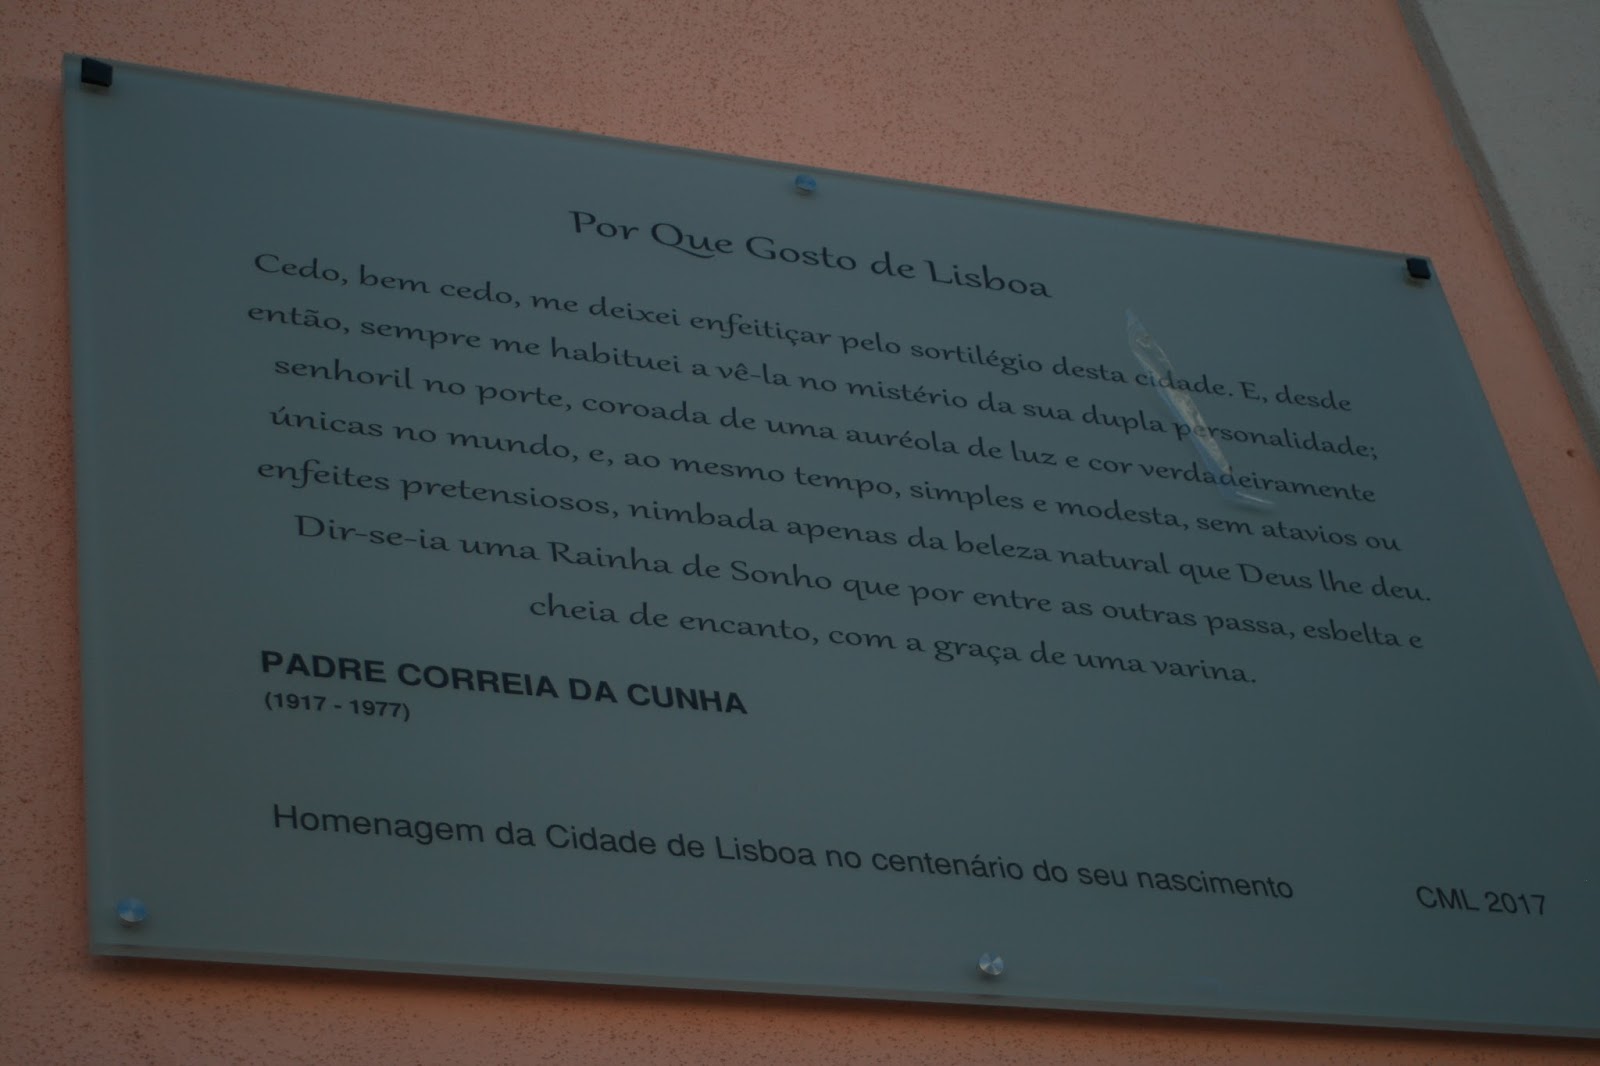 Por Que Gosto de Lisboa
Cedo, bem cedo, me deixei enfeitiçar pelo sortilégio desta cidade. E, desde
então, sempre me habituei a vê-la no mistério da sua dupla personalidade;
senhoril no porte, coroada de uma auréola de luz e cor verdadeiramente
únicas no mundo, e, ao mesmo tempo, simples e modesta, sem atavios ou
enfeites pretensiosos, nimbada apenas da beleza natural que Deus lhe deu.
Dir-se-ia uma Rainha de Sonho que por entre as outras passa, esbelta e
cheia de encanto, com a graça de uma varina.
PADRE CORREIA DA CUNHA
(1917 - 1977)
Homenagem da Cidade de Lisboa no centenário do seu nascimento
CML 2017